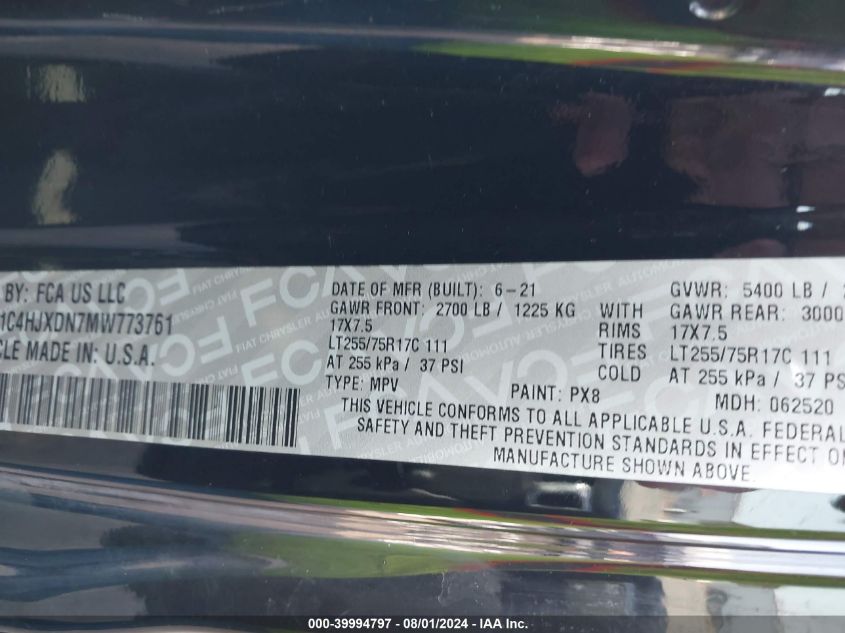 BY: FCA US LLC
1C4HJXDN7MW773761
CLE MADE IN: U.S.A.
DATE OF MFR (BUILT): 6-21
GVWR: 5400 LB /
GAWR FRONT: 2700 LB / 1225 KG WITH GAWR REAR: 3000
17X7.5 RIMS 17X7.5
LT255/75R17C 111 TIRES LT255/75R17C 111
AT 255 kPa / 37 PSI COLD AT 255 kPa / 37 PS
TYPE: MPV PAINT: PX8 MDH: 062520
THIS VEHICLE CONFORMS TO ALL APPLICABLE U.S.A. FEDERAL
SAFETY AND THEFT PREVENTION STANDARDS IN EFFECT O
MANUFACTURE SHOWN ABOVE.
000-39994797 - 08/01/2024 - IAA Inc.